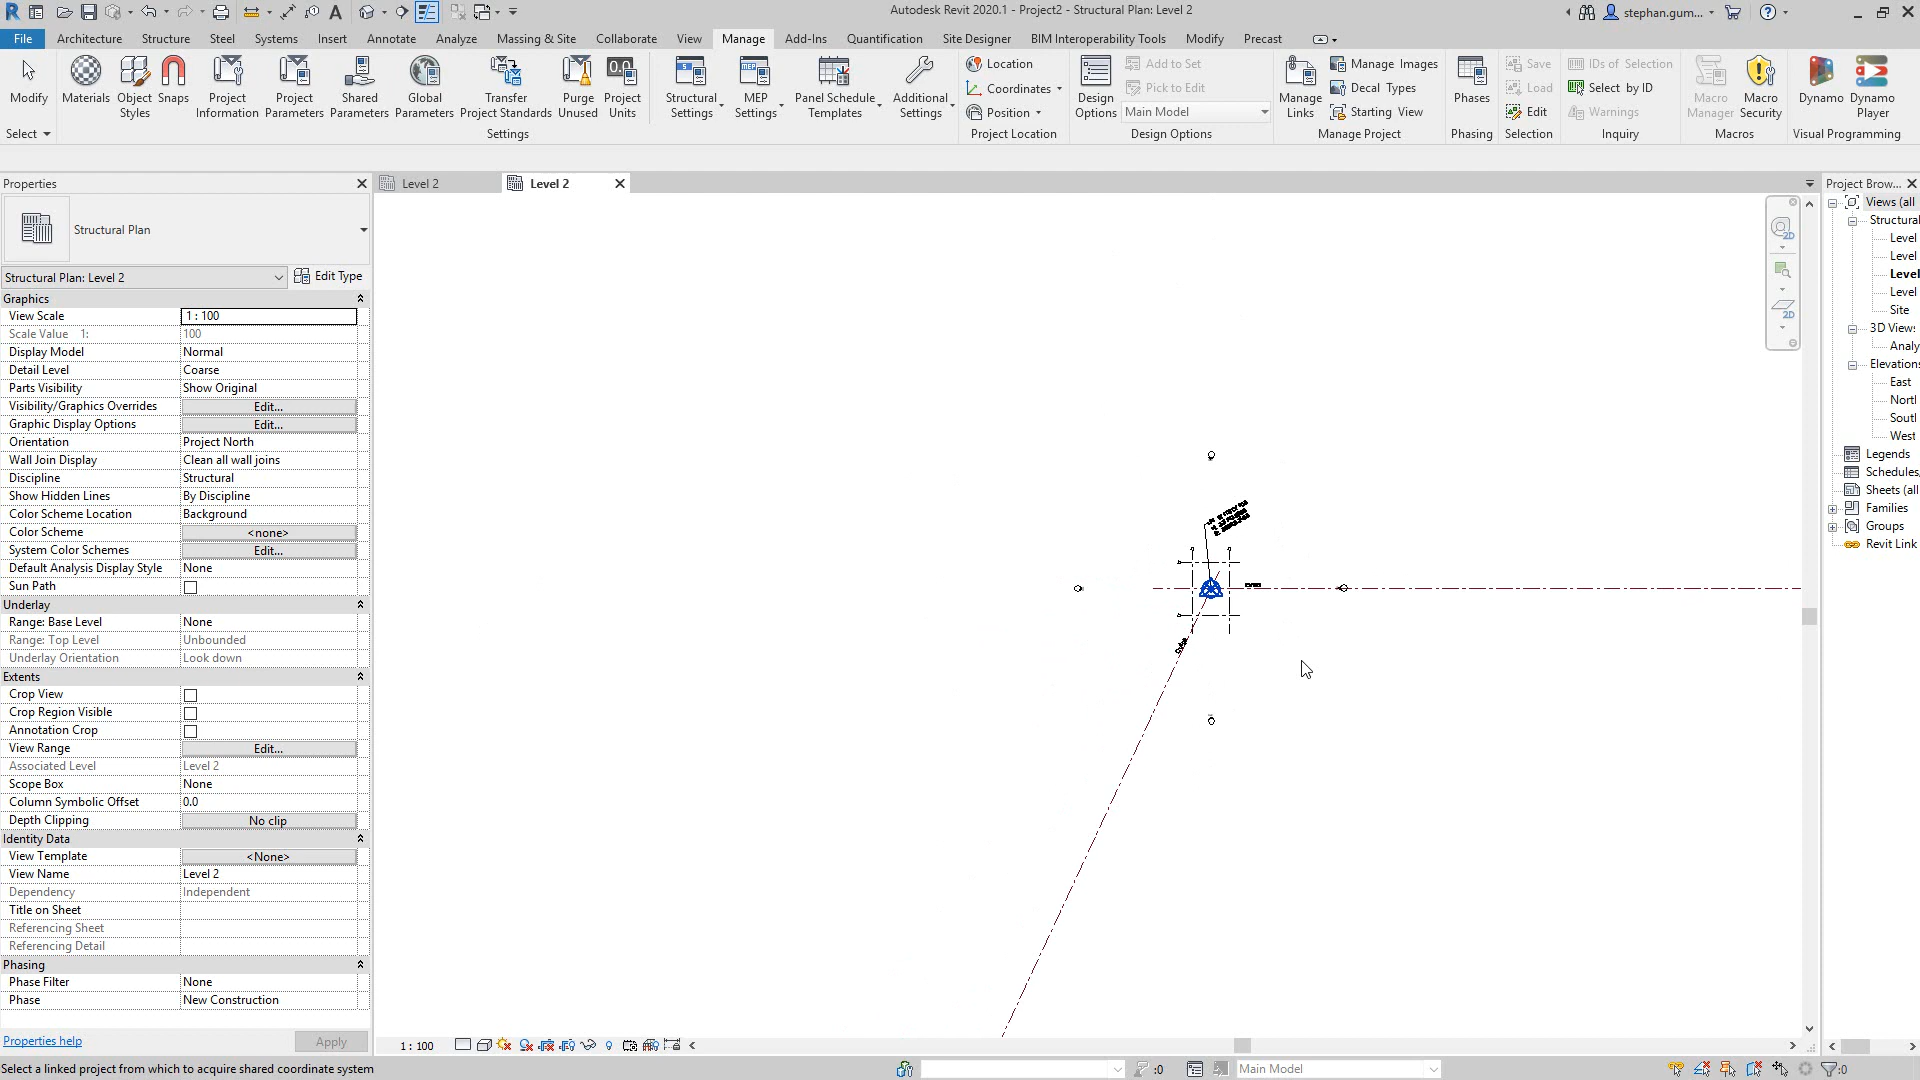 Autodesk Revit 2020.1 - Project2 - Structural Plan: Level 2
stephan.gum...
File Architecture Structure Steel Systems Insert Annotate Analyze Massing & Site Collaborate View Manage Add-Ins Quantification Site Designer BIM Interoperability Tools Modify Precast
Modify
Materials
Object Styles
Snaps
Project Information
Project Parameters
Shared Parameters
Global Parameters
Transfer Project Standards
Purge Unused
Project Units
Structural Settings
MEP Settings
Panel Schedule Templates
Additional Settings
Location
Coordinates
Position
Design Options
Add to Set
Pick to Edit
Main Model
Manage Links
Manage Images
Decal Types
Starting View
Phases
Save
Load
Edit
IDs of Selection
Select by ID
Warnings
Macro Manager
Macro Security
Dynamo
Dynamo Player
Select
Settings
Project Location
Design Options
Manage Project
Phasing
Selection
Inquiry
Macros
Visual Programming
Properties
Structural Plan
Structural Plan: Level 2 Edit Type
Graphics
View Scale 1 : 100
Scale Value 1: 100
Display Model Normal
Detail Level Coarse
Parts Visibility Show Original
Visibility/Graphics Overrides Edit...
Graphic Display Options Edit...
Orientation Project North
Wall Join Display Clean all wall joins
Discipline Structural
Show Hidden Lines By Discipline
Color Scheme Location Background
Color Scheme <none>
System Color Schemes Edit...
Default Analysis Display Style None
Sun Path
Underlay
Range: Base Level None
Range: Top Level Unbounded
Underlay Orientation Look down
Extents
Crop View
Crop Region Visible
Annotation Crop
View Range Edit...
Associated Level Level 2
Scope Box None
Column Symbolic Offset 0.0
Depth Clipping No clip
Identity Data
View Template <None>
View Name Level 2
Dependency Independent
Title on Sheet
Referencing Sheet
Referencing Detail
Phasing
Phase Filter None
Phase New Construction
Properties help Apply
Level 2
Level 2
2D
2D
Project Brow...
Views (all
Structural
Level
Level
Level
Level
Site
3D View:
Analy
Elevations
East
Nort
Sout
West
Legends
Schedules,
Sheets (all
Families
Groups
Revit Link
1 : 100
Select a linked project from which to acquire shared coordinate system
:0
Main Model
:0